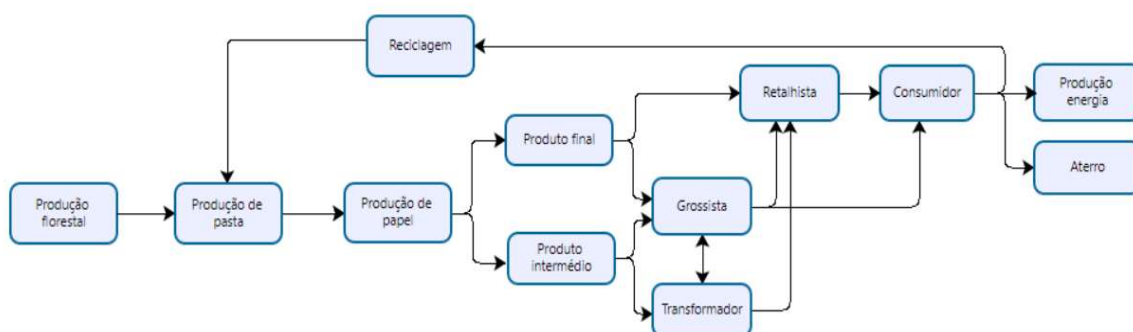 Reciclagem
Retalhista
Consumidor
Produção
energia
Produto final
Aterro
Produção
florestal
Produção de
pasta
Produção de
papel
Grossista
Produto
intermédio
Transformador